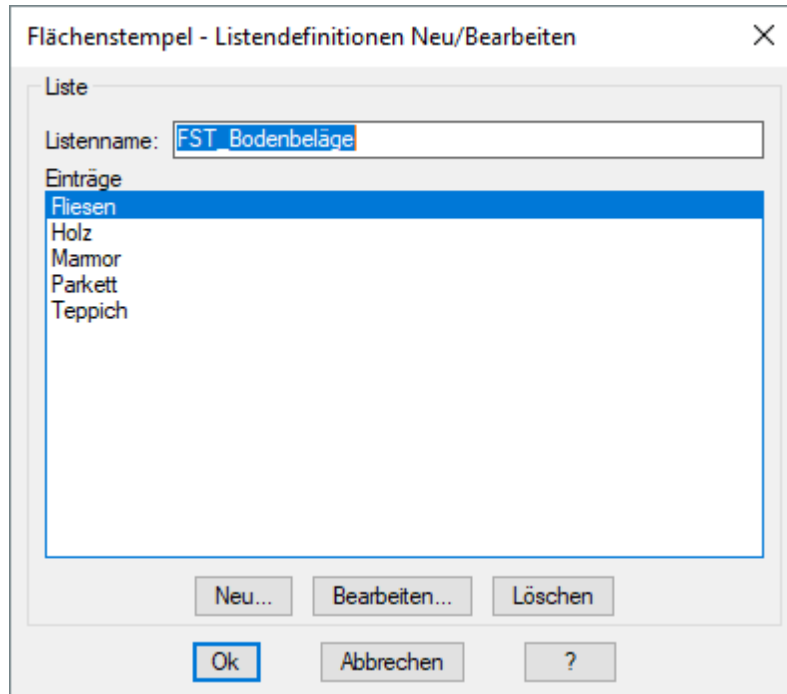 Flächenstempel - Listendefinitionen Neu/Bearbeiten
Liste
Listenname: FST_Bodenbeläge
Einträge
Fliesen
Holz
Marmor
Parkett
Teppich
Neu... Bearbeiten... Löschen
Ok Abbrechen ?